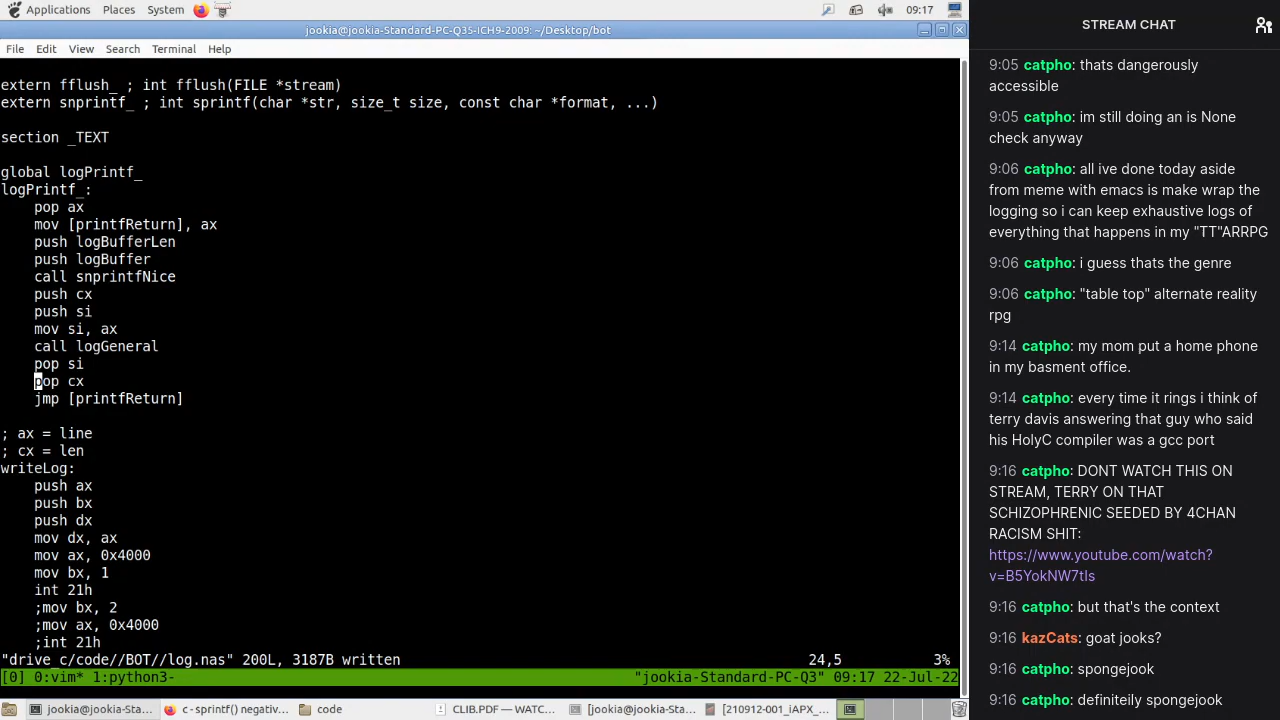 Applications Places System 09:17
jookia@jookia-Standard-PC-Q35-ICH9-2009: ~/Desktop/bot
File Edit View Search Terminal Help
extern fflush_ ; int fflush(FILE *stream)
extern snprintf_ ; int sprintf(char *str, size_t size, const char *format, ...)
section _TEXT
global logPrintf_
logPrintf_:
pop ax
mov [printfReturn], ax
push logBufferLen
push logBuffer
call snprintfNice
push cx
push si
mov si, ax
call logGeneral
pop si
pop cx
jmp [printfReturn]
; ax = line
; cx = len
writeLog:
push ax
push bx
push dx
mov dx, ax
mov ax, 0x4000
mov bx, 1
int 21h
;mov bx, 2
;mov ax, 0x4000
;int 21h
"drive_c/code//BOT//log.nas" 200L, 3187B written 24,5 3%
[0] 0:vim* 1:python3- "jookia-Standard-PC-Q3" 09:17 22-Jul-22
jookia@jookia-Sta... c - sprintf() negativ... code CLIB.PDF — WATC... [jookia@jookia-Sta... [210912-001_iAPX_...
STREAM CHAT
9:05 catpho: thats dangerously
accessible
9:05 catpho: im still doing an is None
check anyway
9:06 catpho: all ive done today aside
from meme with emacs is make wrap the
logging so i can keep exhaustive logs of
everything that happens in my "TT"ARRPG
9:06 catpho: i guess thats the genre
9:06 catpho: "table top" alternate reality
rpg
9:14 catpho: my mom put a home phone
in my basment office.
9:14 catpho: every time it rings i think of
terry davis answering that guy who said
his HolyC compiler was a gcc port
9:16 catpho: DONT WATCH THIS ON
STREAM, TERRY ON THAT
SCHIZOPHRENIC SEEDED BY 4CHAN
RACISM SHIT:
https://www.youtube.com/watch?
v=B5YokNW7tIs
9:16 catpho: but that's the context
9:16 kazCats: goat jooks?
9:16 catpho: spongejook
9:16 catpho: definiteily spongejook